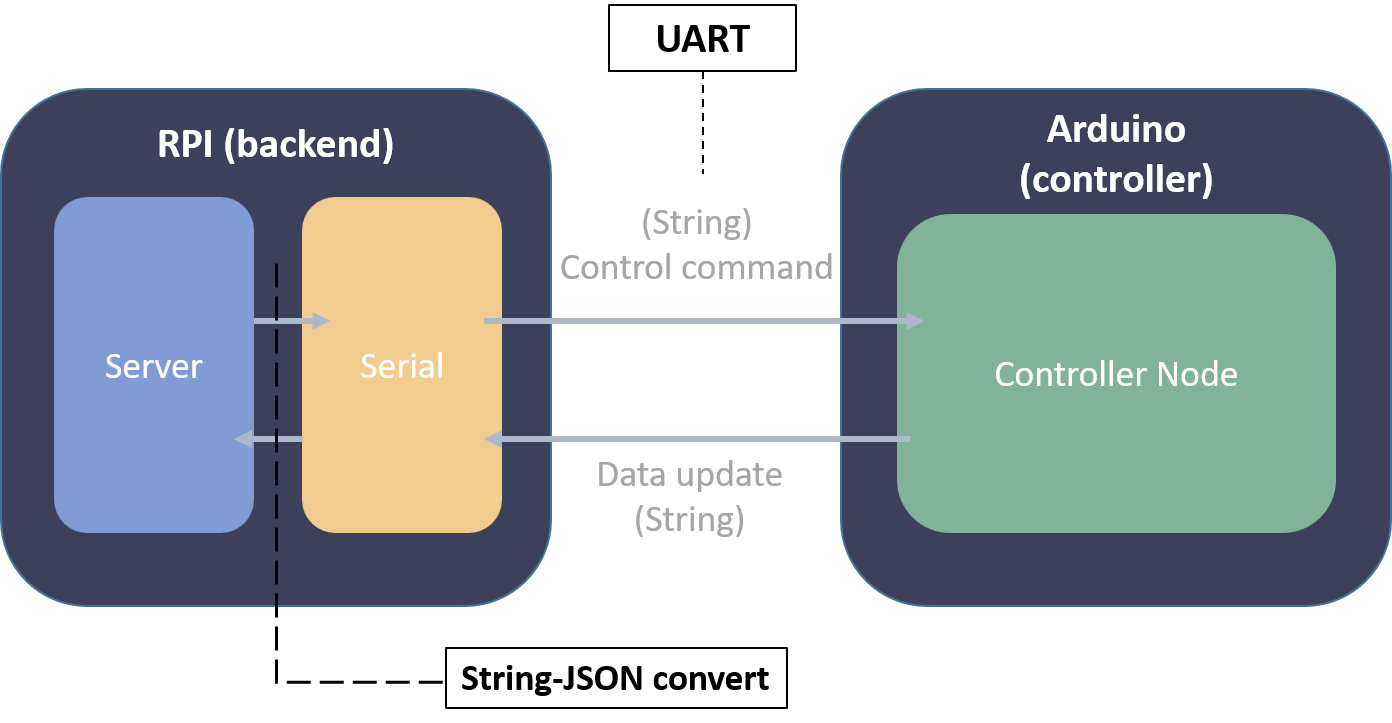 UART
RPI (backend)
Arduino
(controller)
(String)
Control command
Server
Serial
Controller Node
Data update
(String)
String-JSON convert